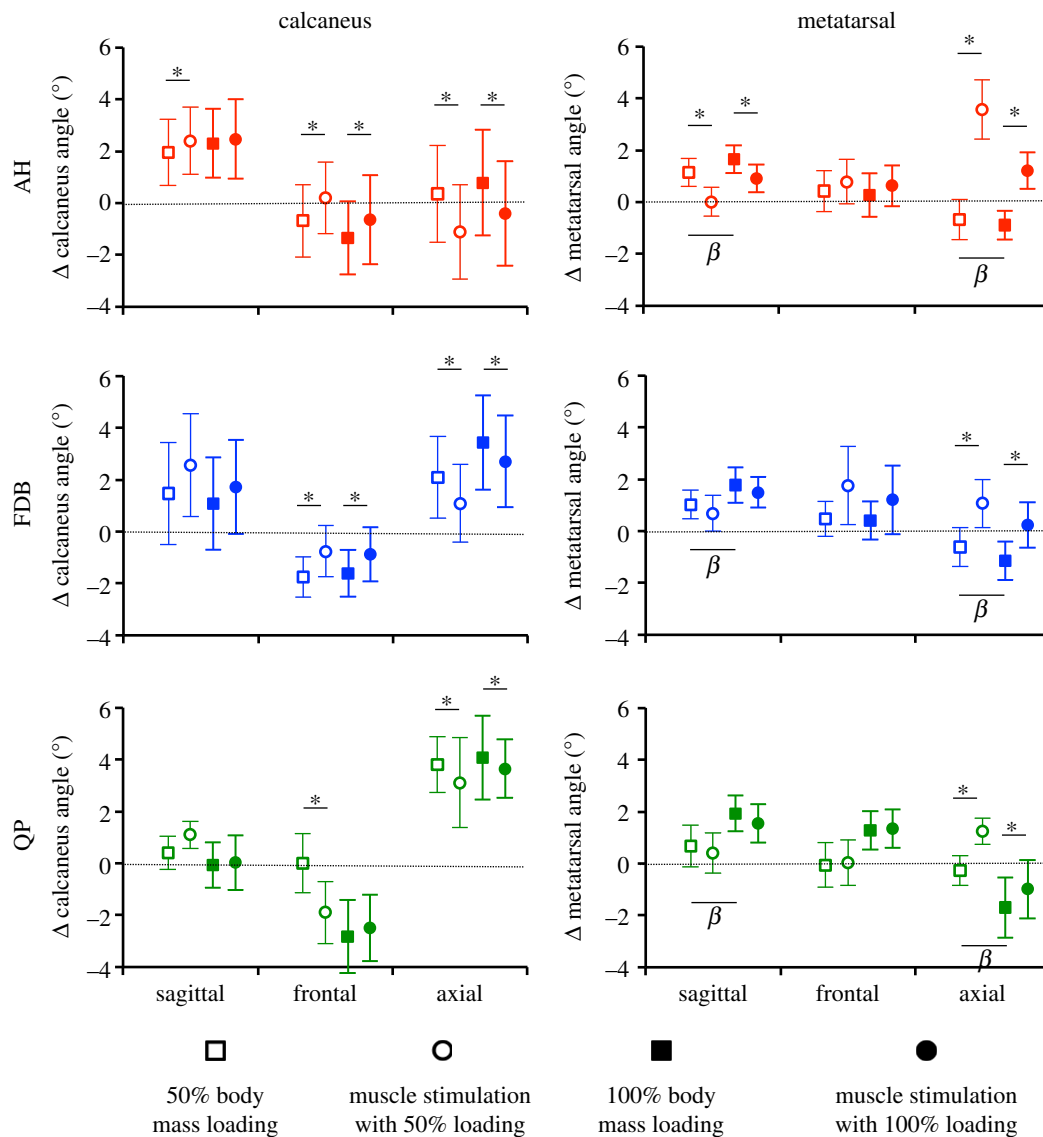 calcaneus
metatarsal
AH
Δ calcaneus angle (°)
6
4
2
0
–2
–4
*
*
*
*
*
Δ metatarsal angle (°)
6
4
2
0
–2
–4
*
*
*
*
β
β
FDB
Δ calcaneus angle (°)
6
4
2
0
–2
–4
*
*
*
*
Δ metatarsal angle (°)
6
4
2
0
–2
–4
*
*
β
β
QP
Δ calcaneus angle (°)
6
4
2
0
–2
–4
*
*
*
Δ metatarsal angle (°)
6
4
2
0
–2
–4
*
*
β
β
sagittal frontal axial
sagittal frontal axial
50% body
mass loading
muscle stimulation
with 50% loading
100% body
mass loading
muscle stimulation
with 100% loading